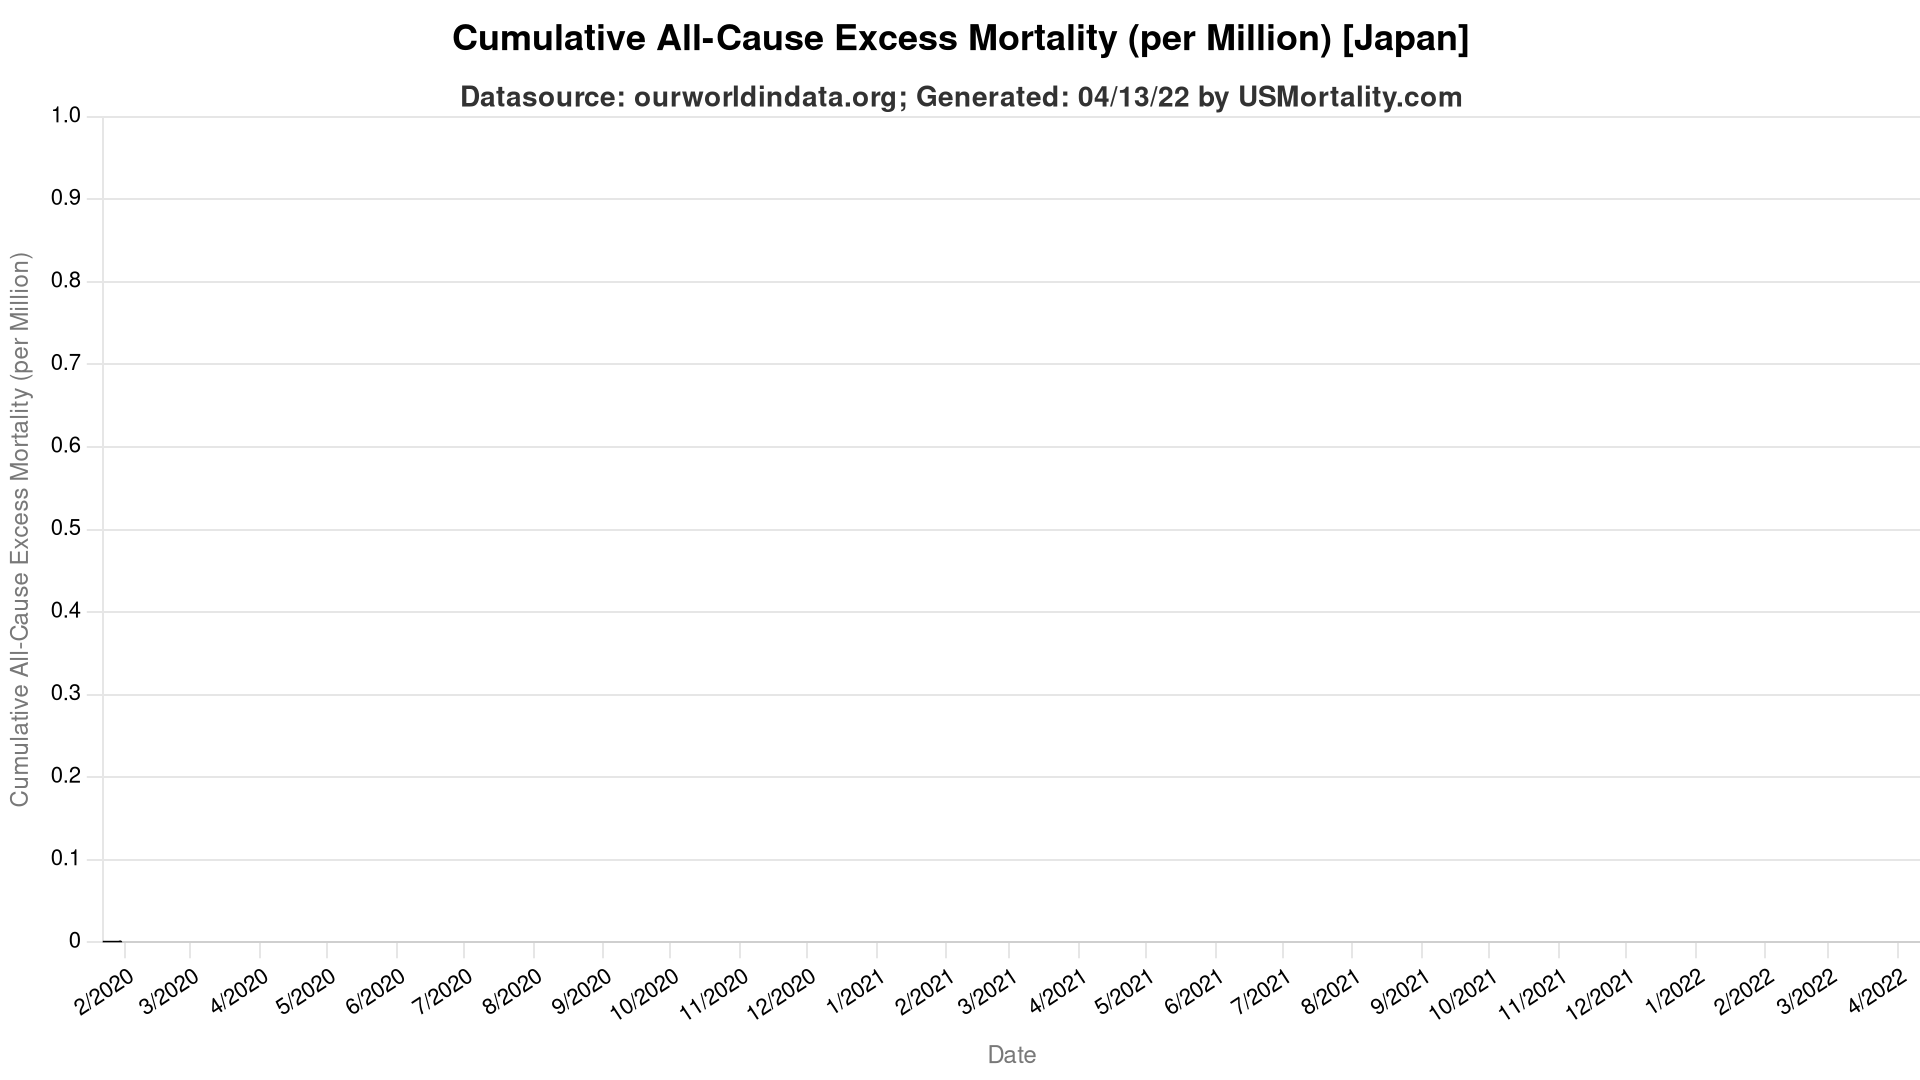 Cumulative All-Cause Excess Mortality (per Million) [Japan]
Datasource: ourworldindata.org; Generated: 04/13/22 by USMortality.com
Cumulative All-Cause Excess Mortality (per Million)
1.0
0.9
0.8
0.7
0.6
0.5
0.4
0.3
0.2
0.1
0
2/2020 3/2020 4/2020 5/2020 6/2020 7/2020 8/2020 9/2020 10/2020 11/2020 12/2020 1/2021 2/2021 3/2021 4/2021 5/2021 6/2021 7/2021 8/2021 9/2021 10/2021 11/2021 12/2021 1/2022 2/2022 3/2022 4/2022
Date